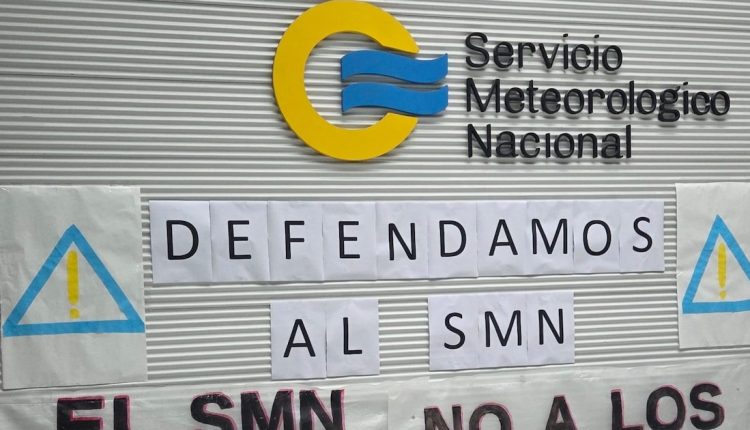 Servicio
Meteorologico
Nacional
DEFENDAMOS
AL SMN
! !
EL SMN NO A LOS